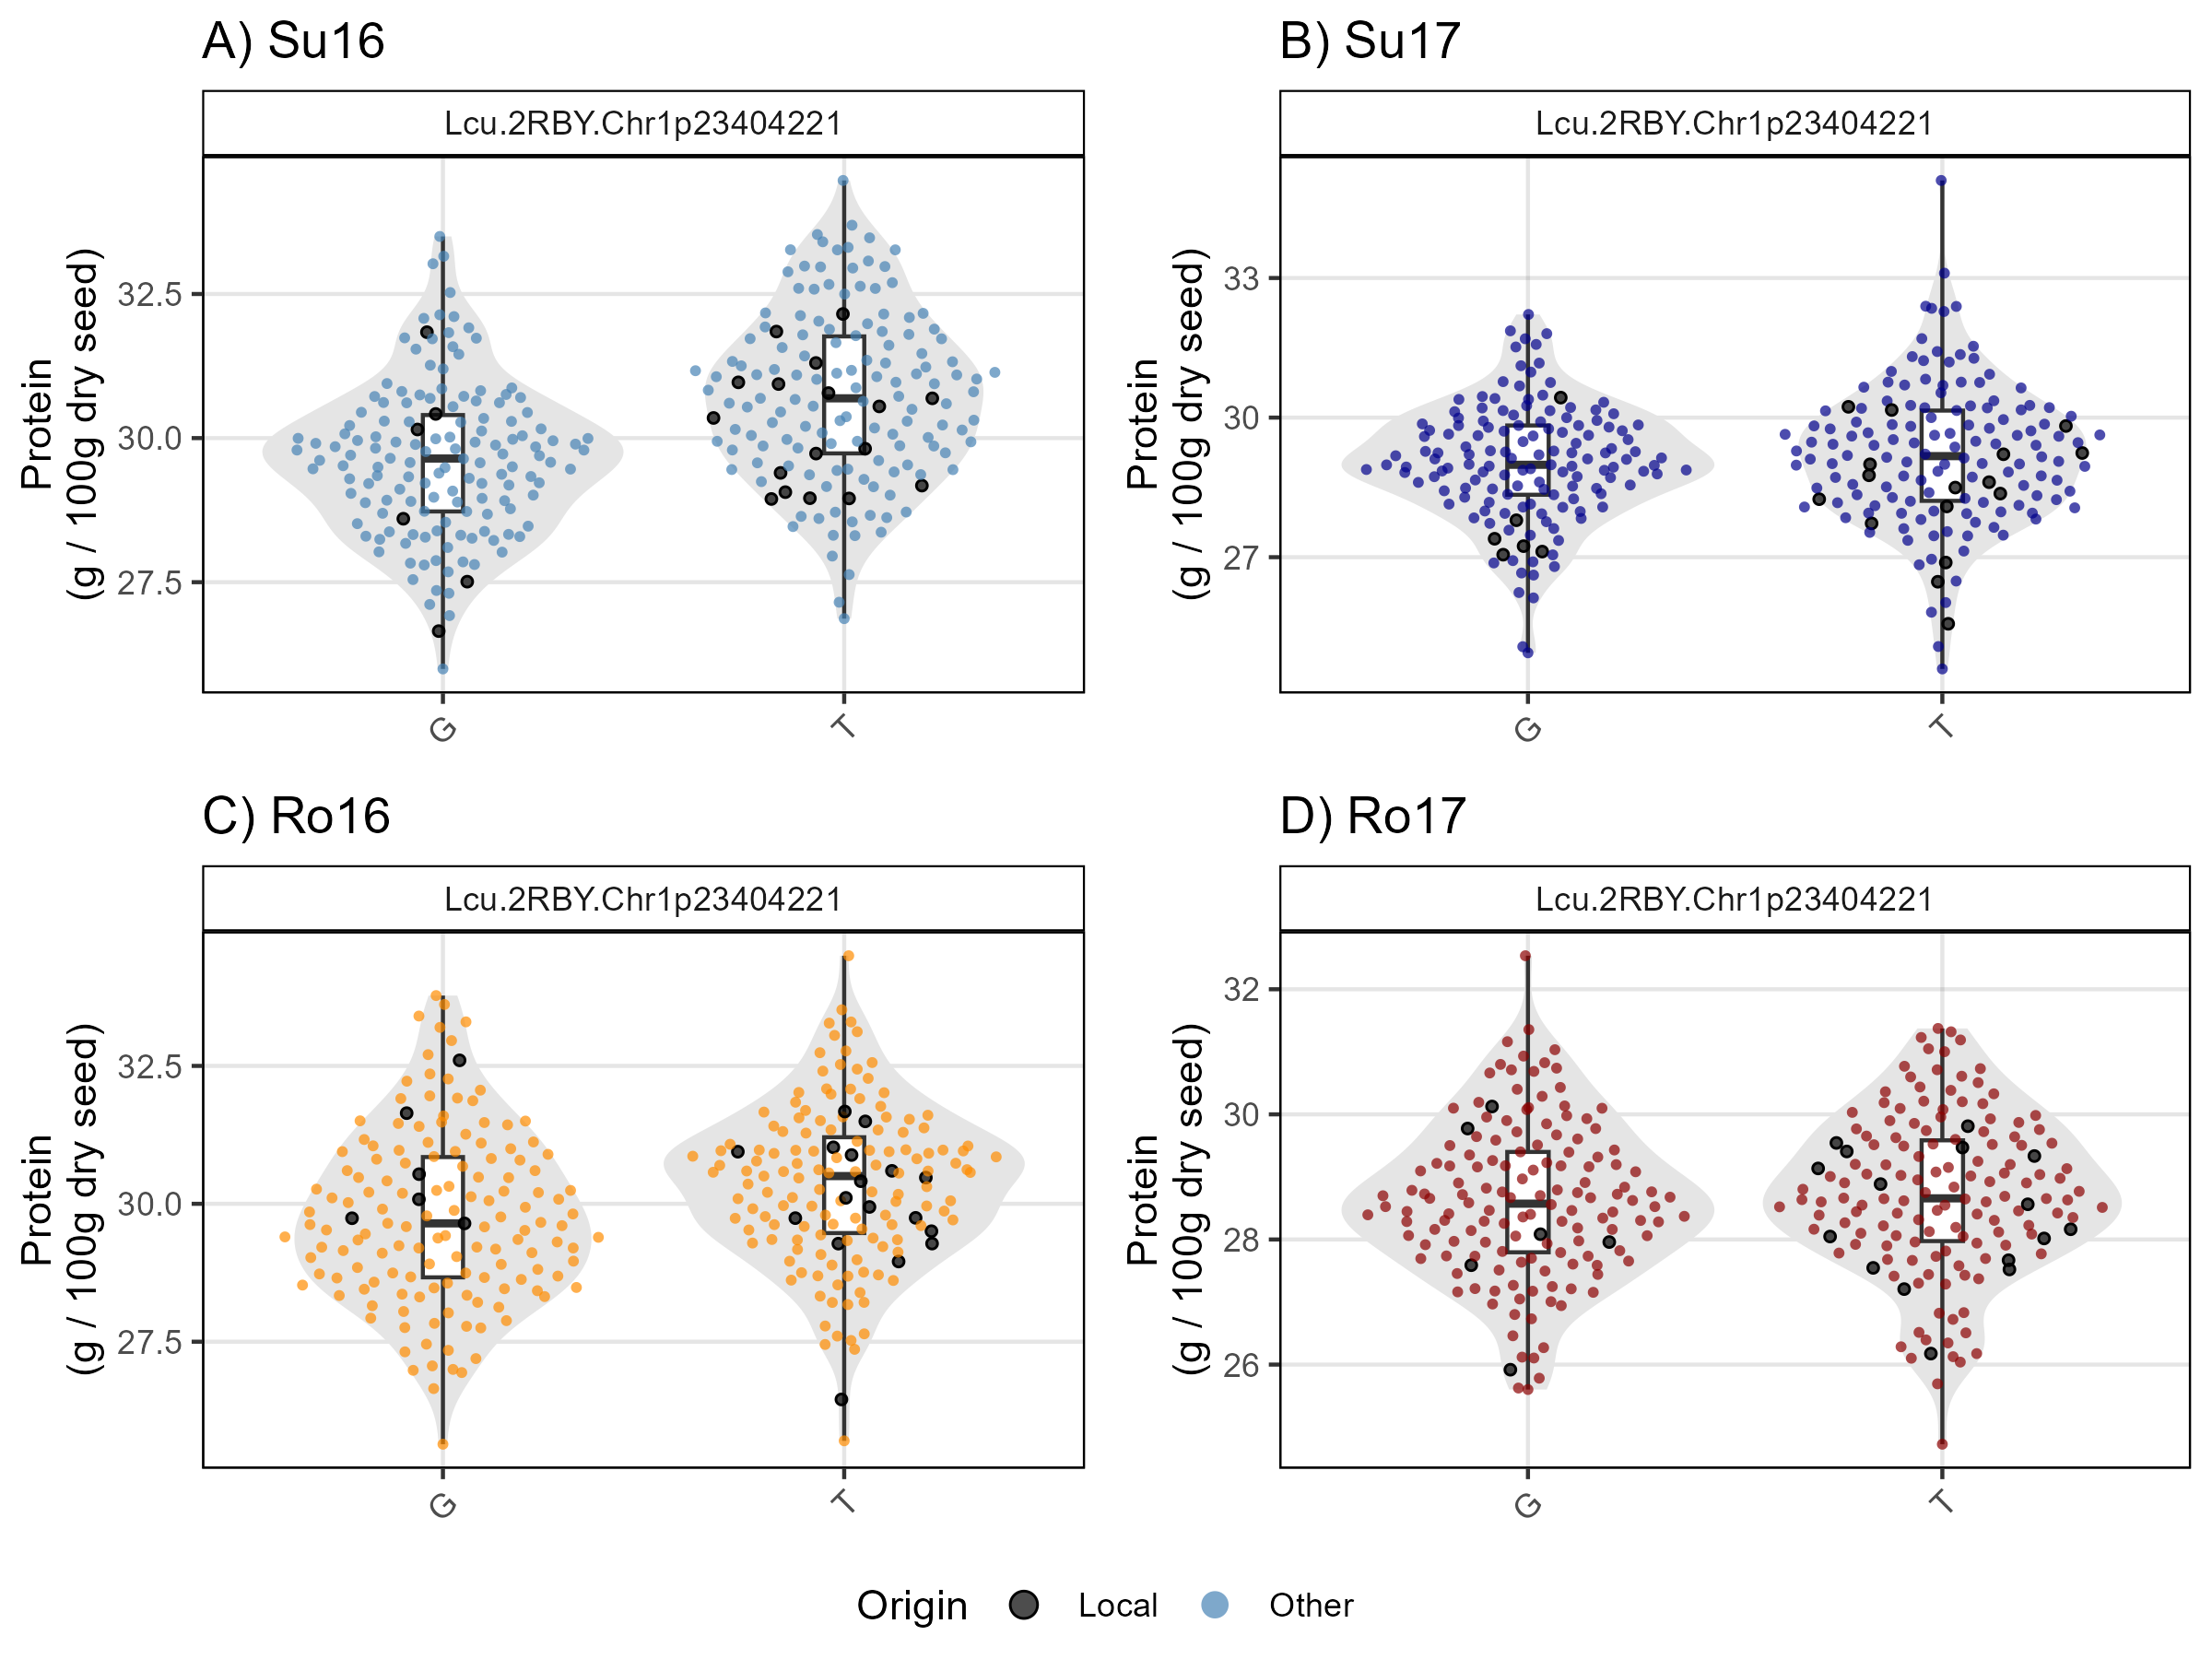 A) Su16
Lcu.2RBY.Chr1p23404221
Protein
(g / 100g dry seed)
32.5
30.0
27.5
G
T
B) Su17
Lcu.2RBY.Chr1p23404221
Protein
(g / 100g dry seed)
33
30
27
G
T
C) Ro16
Lcu.2RBY.Chr1p23404221
Protein
(g / 100g dry seed)
32.5
30.0
27.5
G
T
D) Ro17
Lcu.2RBY.Chr1p23404221
Protein
(g / 100g dry seed)
32
30
28
26
G
T
Origin Local Other